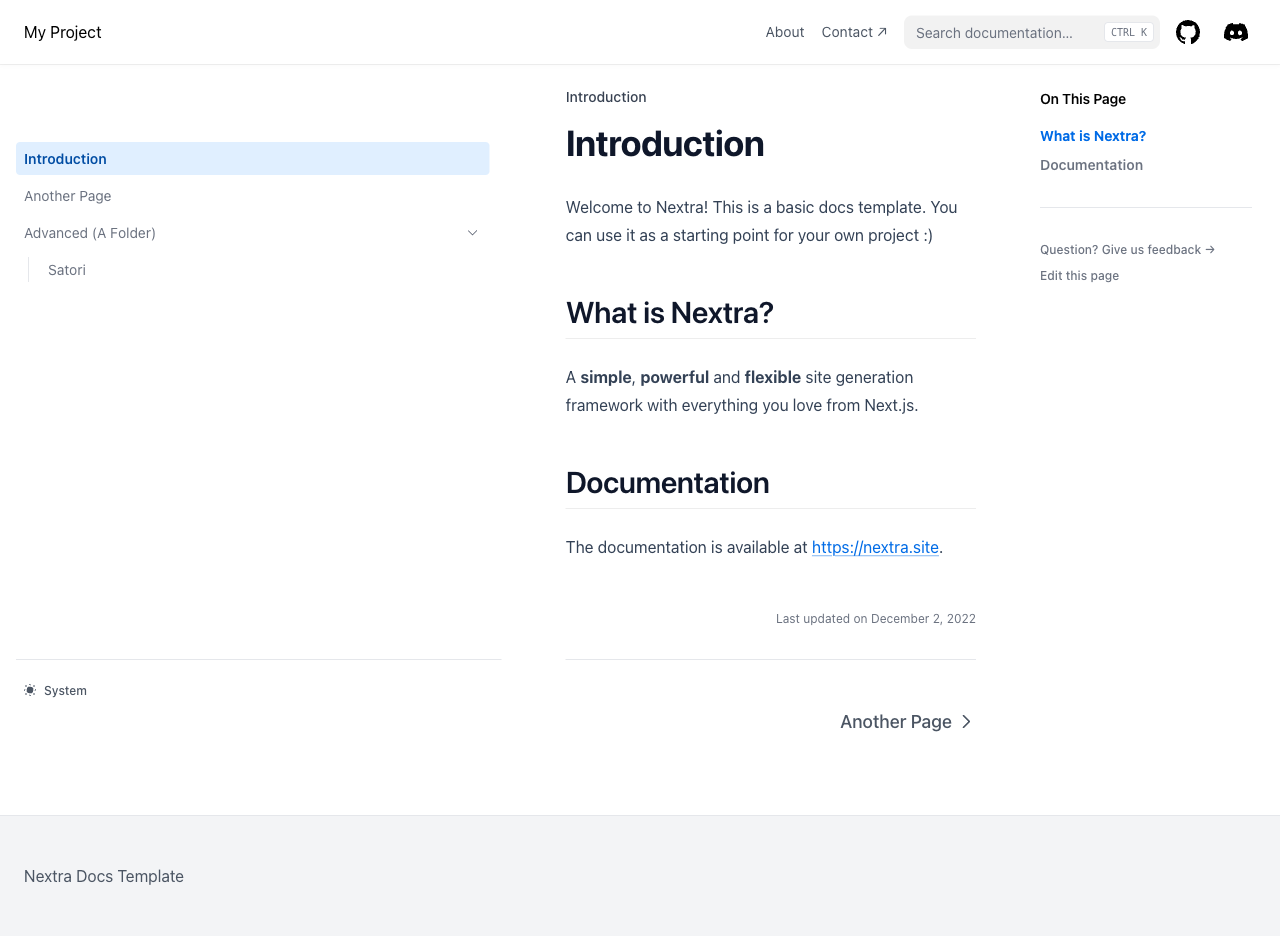 My Project
About
Contact ↗
Search documentation…
CTRL K
Introduction
Another Page
Advanced (A Folder)
Satori
System
Introduction
Introduction
Welcome to Nextra! This is a basic docs template. You
can use it as a starting point for your own project :)
What is Nextra?
A simple, powerful and flexible site generation
framework with everything you love from Next.js.
Documentation
The documentation is available at https://nextra.site.
Last updated on December 2, 2022
Another Page
On This Page
What is Nextra?
Documentation
Question? Give us feedback →
Edit this page
Nextra Docs Template